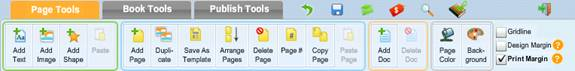 Page Tools Book Tools Publish Tools
Add Text Add Image Add Shape Paste Add Page Dupli-cate Save As Template Arrange Pages Delete Page Page # Copy Page Paste Page Add Doc Delete Doc Page Color Back-ground
Gridline
Design Margin ?
Print Margin ?